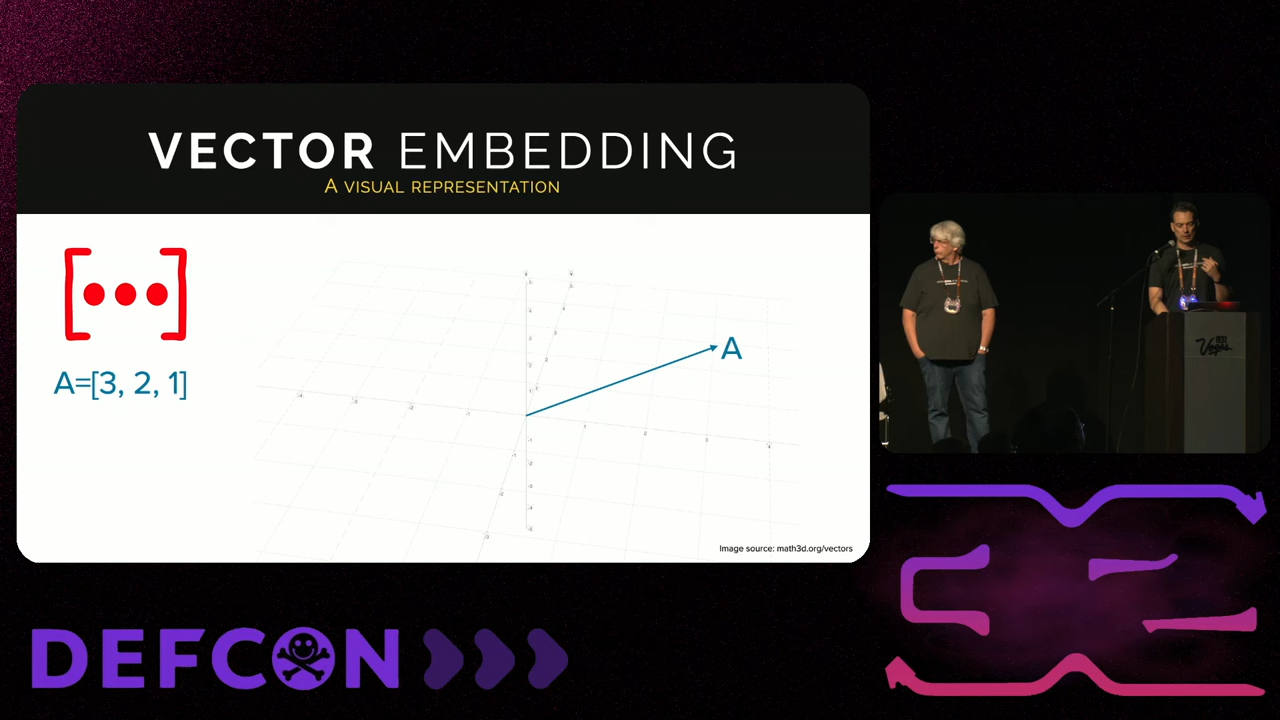 VECTOR EMBEDDING
A VISUAL REPRESENTATION
[•••]
A=[3, 2, 1]
A
Image source: math3d.org/vectors
DEFCON